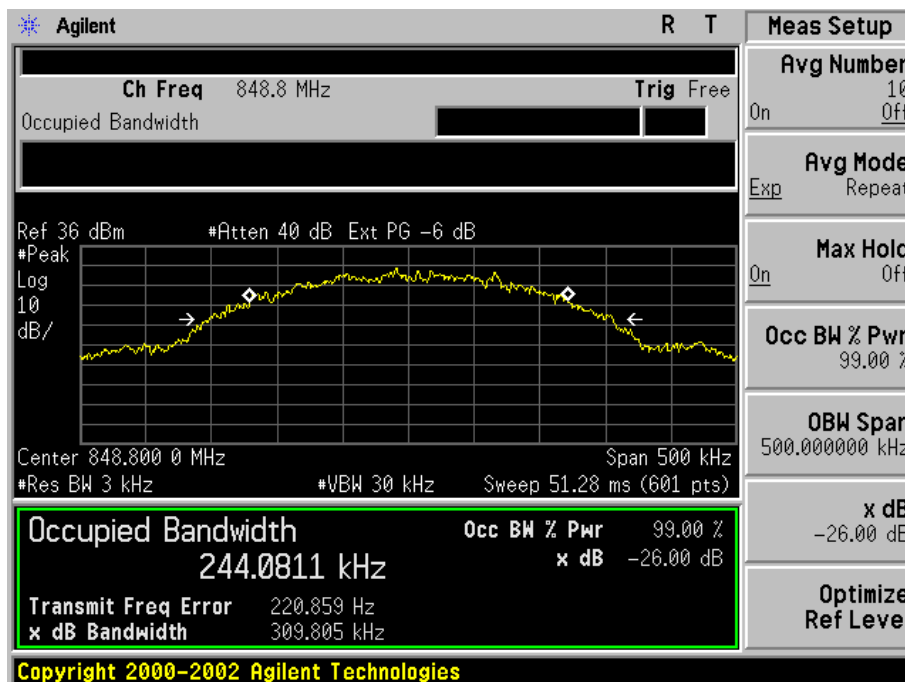 Agilent R T
Ch Freq 848.8 MHz Trig Free
Occupied Bandwidth
Ref 36 dBm #Atten 40 dB Ext PG -6 dB
#Peak
Log
10
dB/
Center 848.800 0 MHz Span 500 kHz
#Res BW 3 kHz #VBW 30 kHz Sweep 51.28 ms (601 pts)
Occupied Bandwidth Occ BW % Pwr 99.00 %
244.0811 kHz x dB -26.00 dB
Transmit Freq Error 220.859 Hz
x dB Bandwidth 309.805 kHz
Copyright 2000-2002 Agilent Technologies
Meas Setup
Avg Number
10
On Off
Avg Mode
Exp Repeat
Max Hold
On Off
Occ BW % Pwr
99.00 %
OBW Span
500.000000 kHz
x dB
-26.00 dB
Optimize
Ref Level